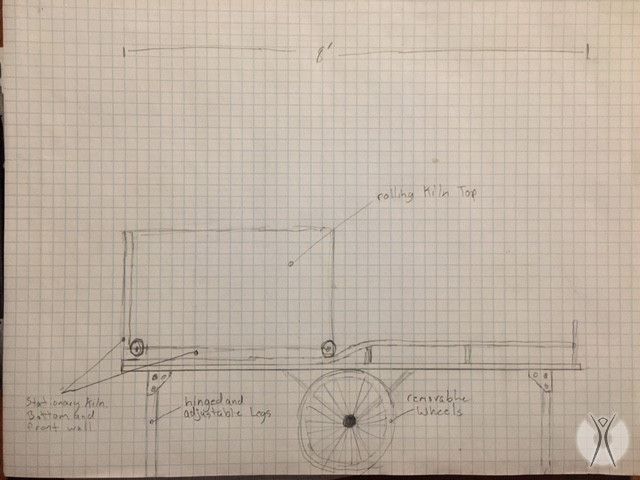 8'
rolling Kiln Top
Stationary Kiln
Bottom and
front wall
hinged and
adjustable Legs
removable
wheels